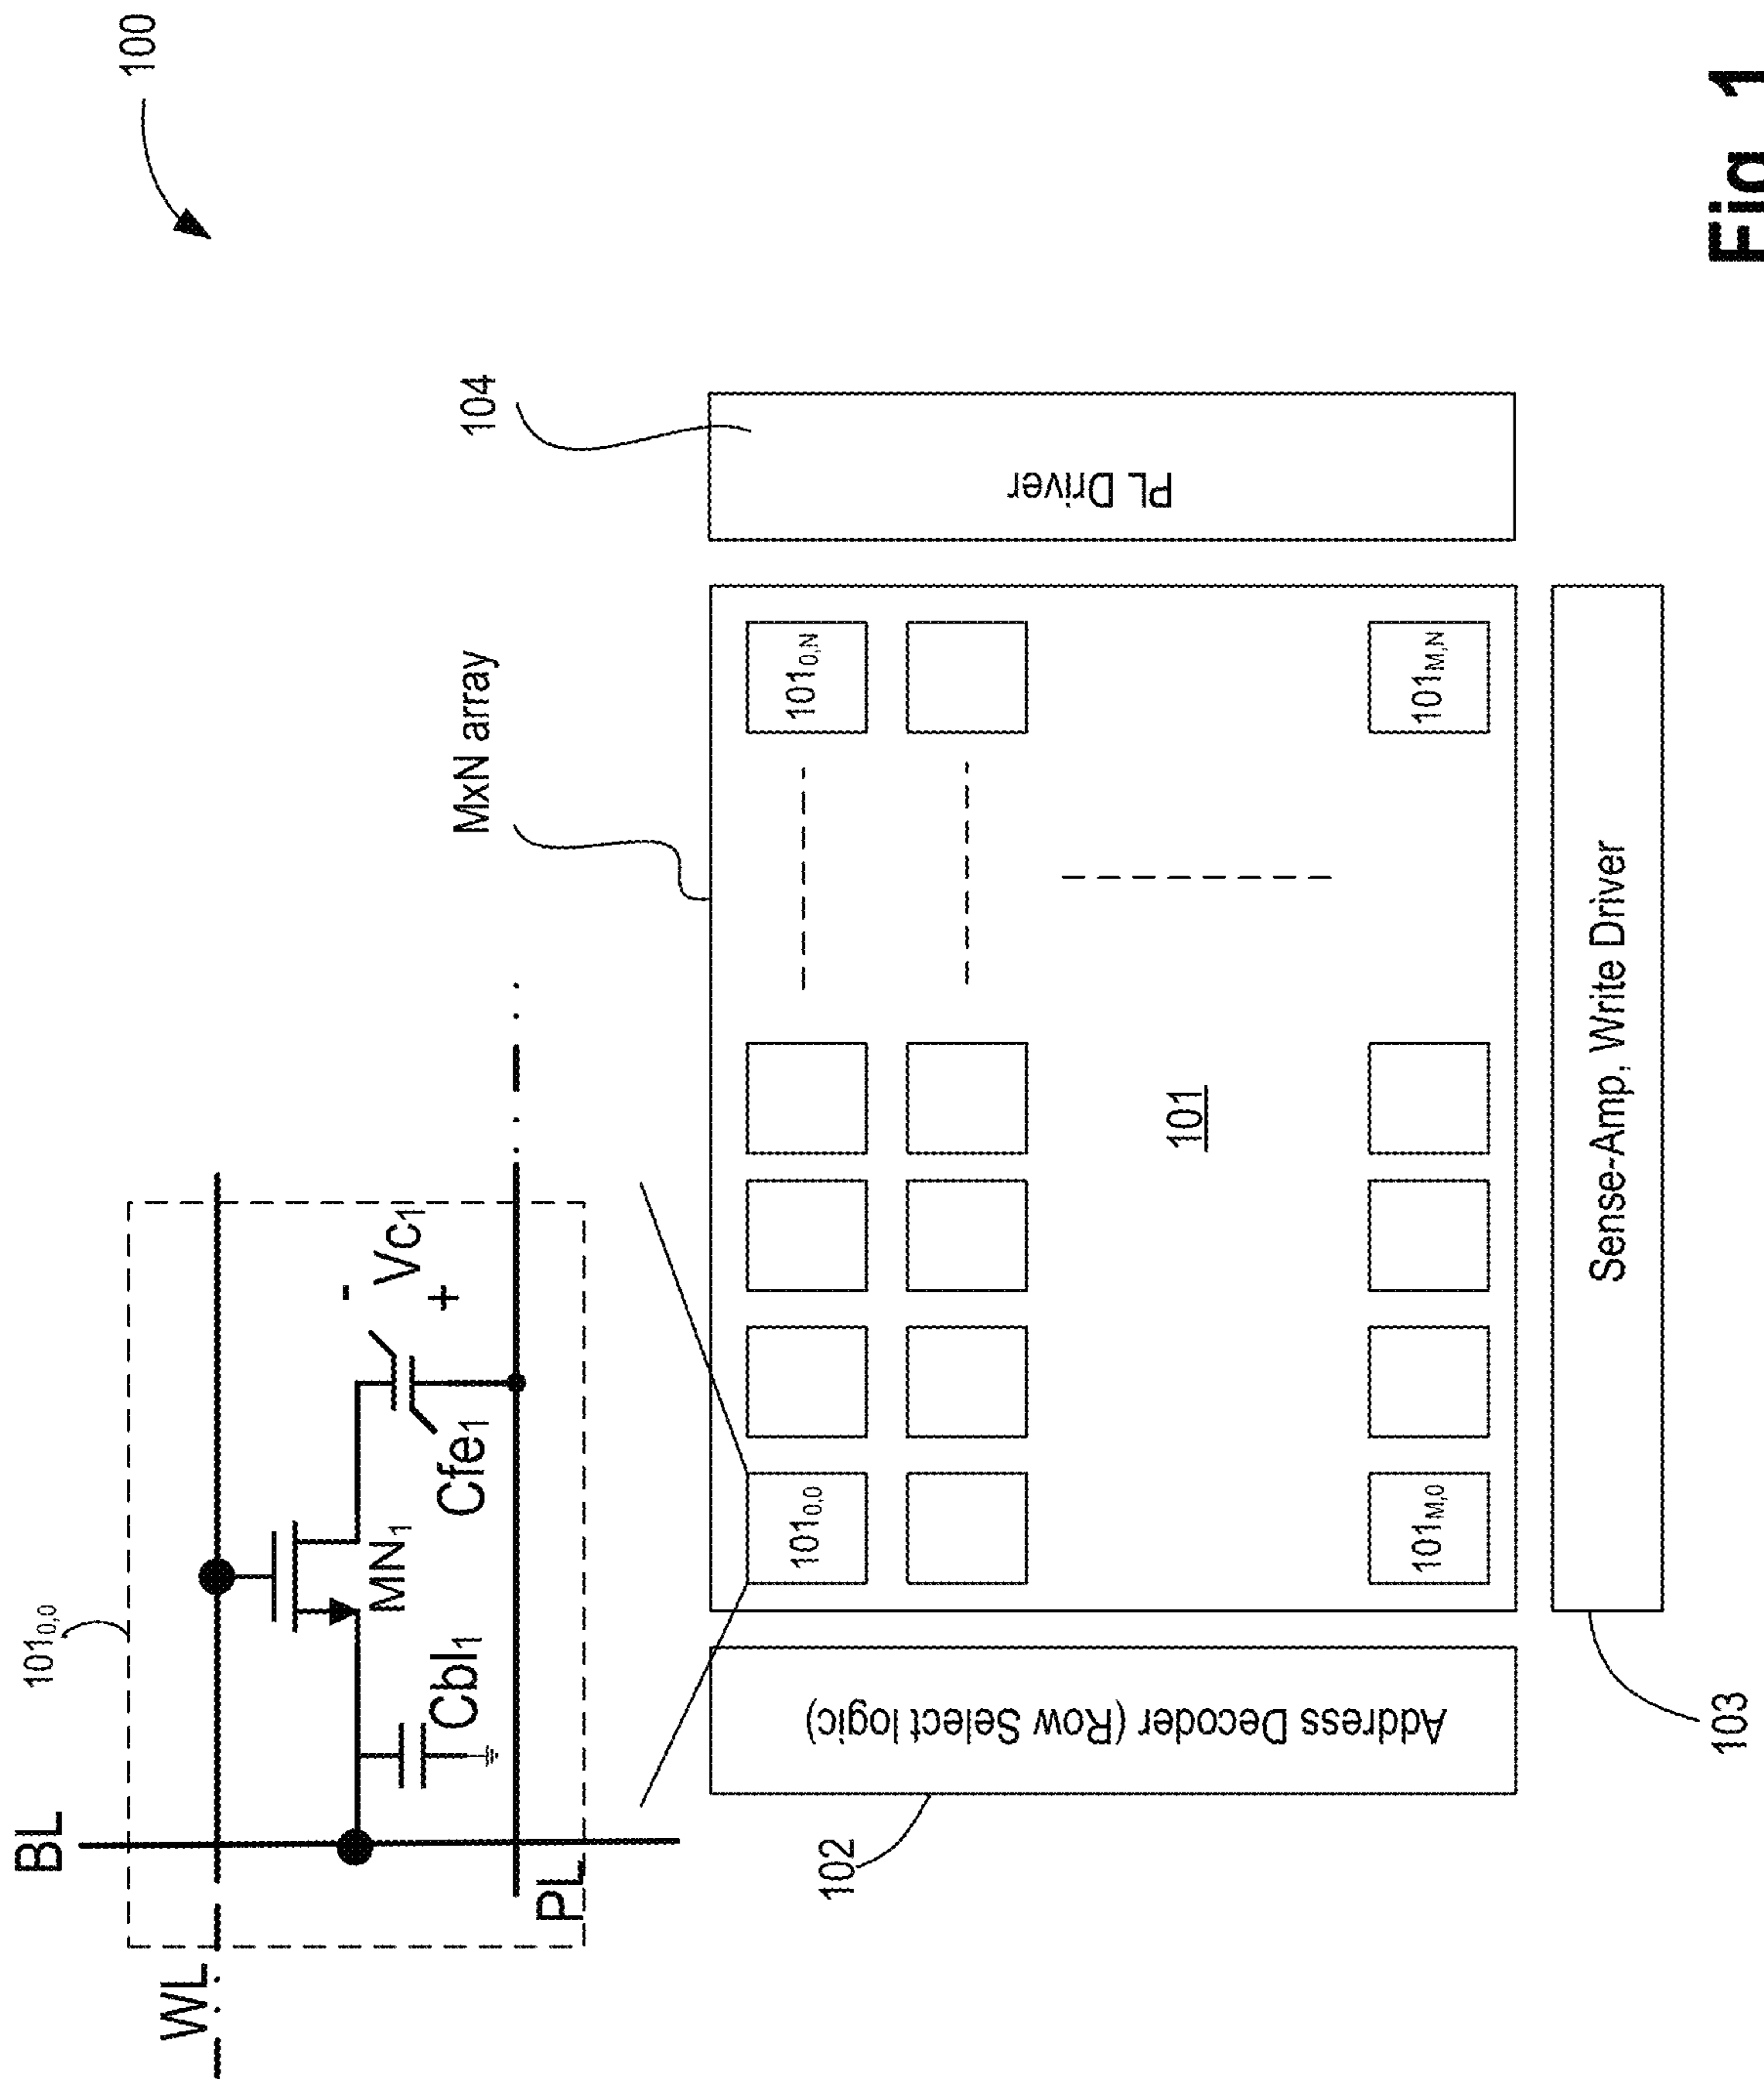 100
101₀,₀
BL
WL
MN₁
Cbl₁
Cfe₁
-
Vc₁
+
PL
MxN array
104
101₀,₀
101₀,N
101
101M,₀
101M,N
Address Decoder (Row Select logic)
PL Driver
102
Sense-Amp, Write Driver
103
Fig. 1